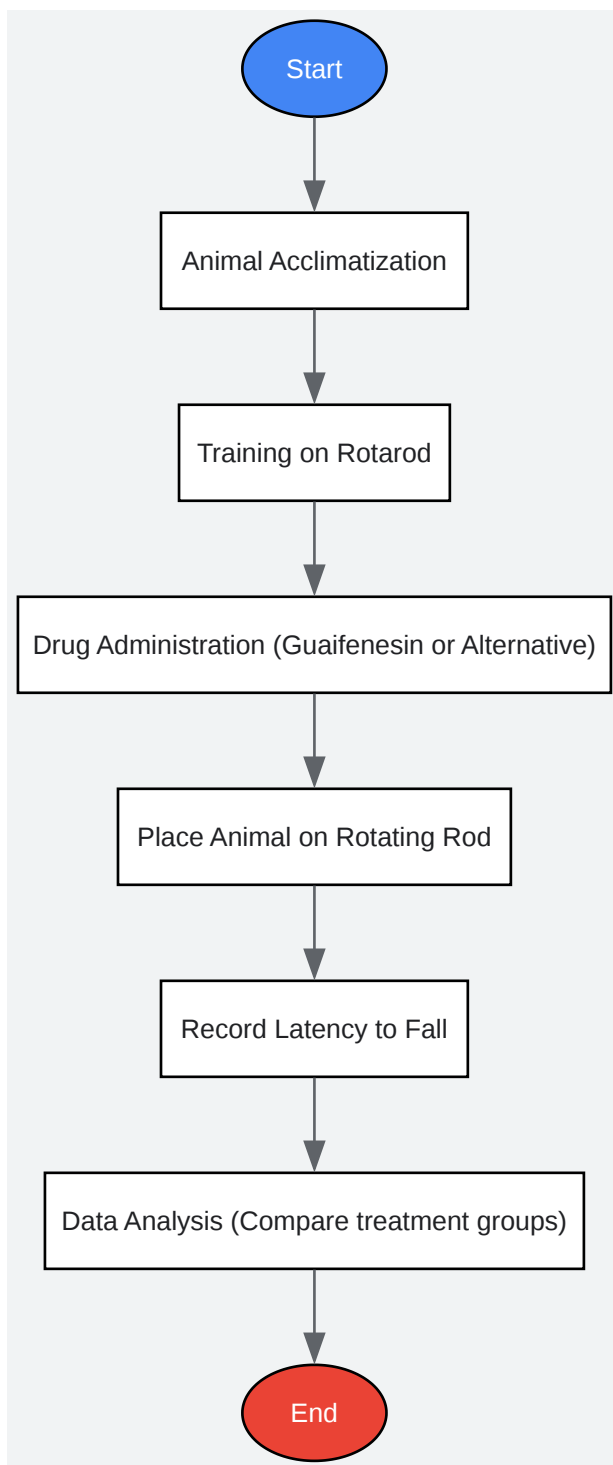 Start
Animal Acclimatization
Training on Rotarod
Drug Administration (Guaifenesin or Alternative)
Place Animal on Rotating Rod
Record Latency to Fall
Data Analysis (Compare treatment groups)
End